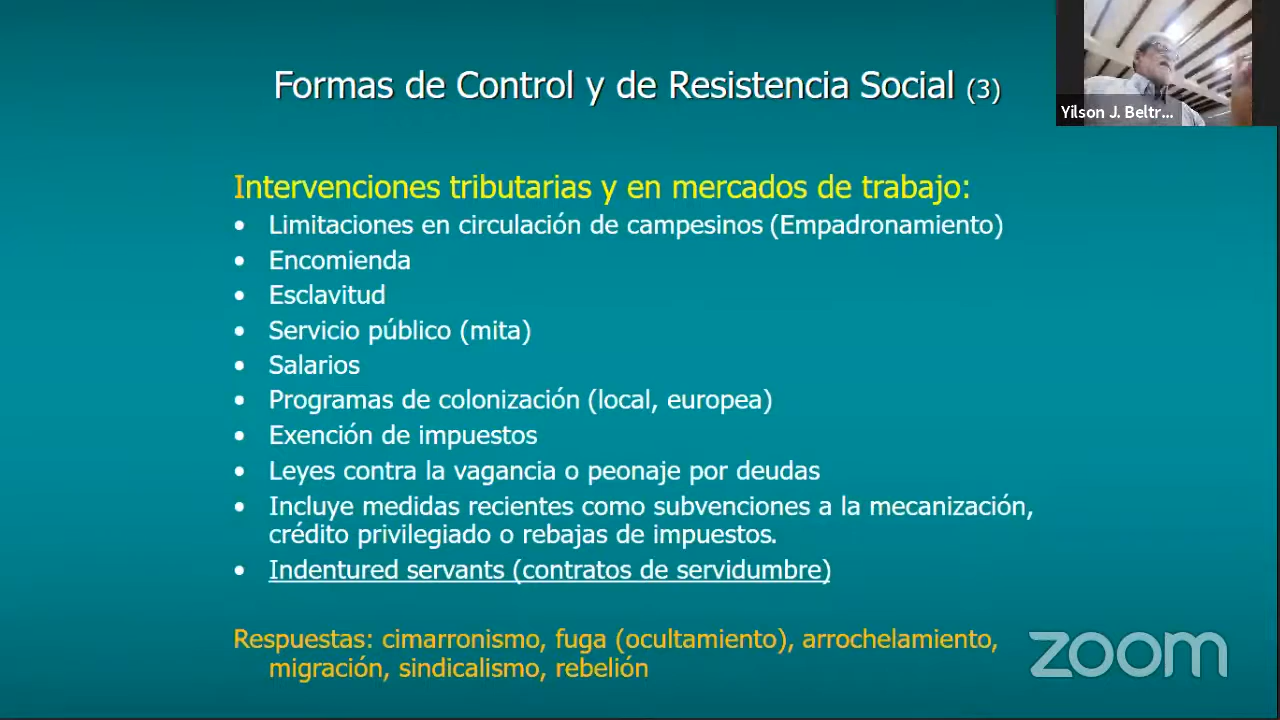 Formas de Control y de Resistencia Social (3)
Yilson J. Beltr...
Intervenciones tributarias y en mercados de trabajo:
• Limitaciones en circulación de campesinos (Empadronamiento)
• Encomienda
• Esclavitud
• Servicio público (mita)
• Salarios
• Programas de colonización (local, europea)
• Exención de impuestos
• Leyes contra la vagancia o peonaje por deudas
• Incluye medidas recientes como subvenciones a la mecanización,
crédito privilegiado o rebajas de impuestos.
• Indentured servants (contratos de servidumbre)
Respuestas: cimarronismo, fuga (ocultamiento), arrochelamiento,
migración, sindicalismo, rebelión
zoom